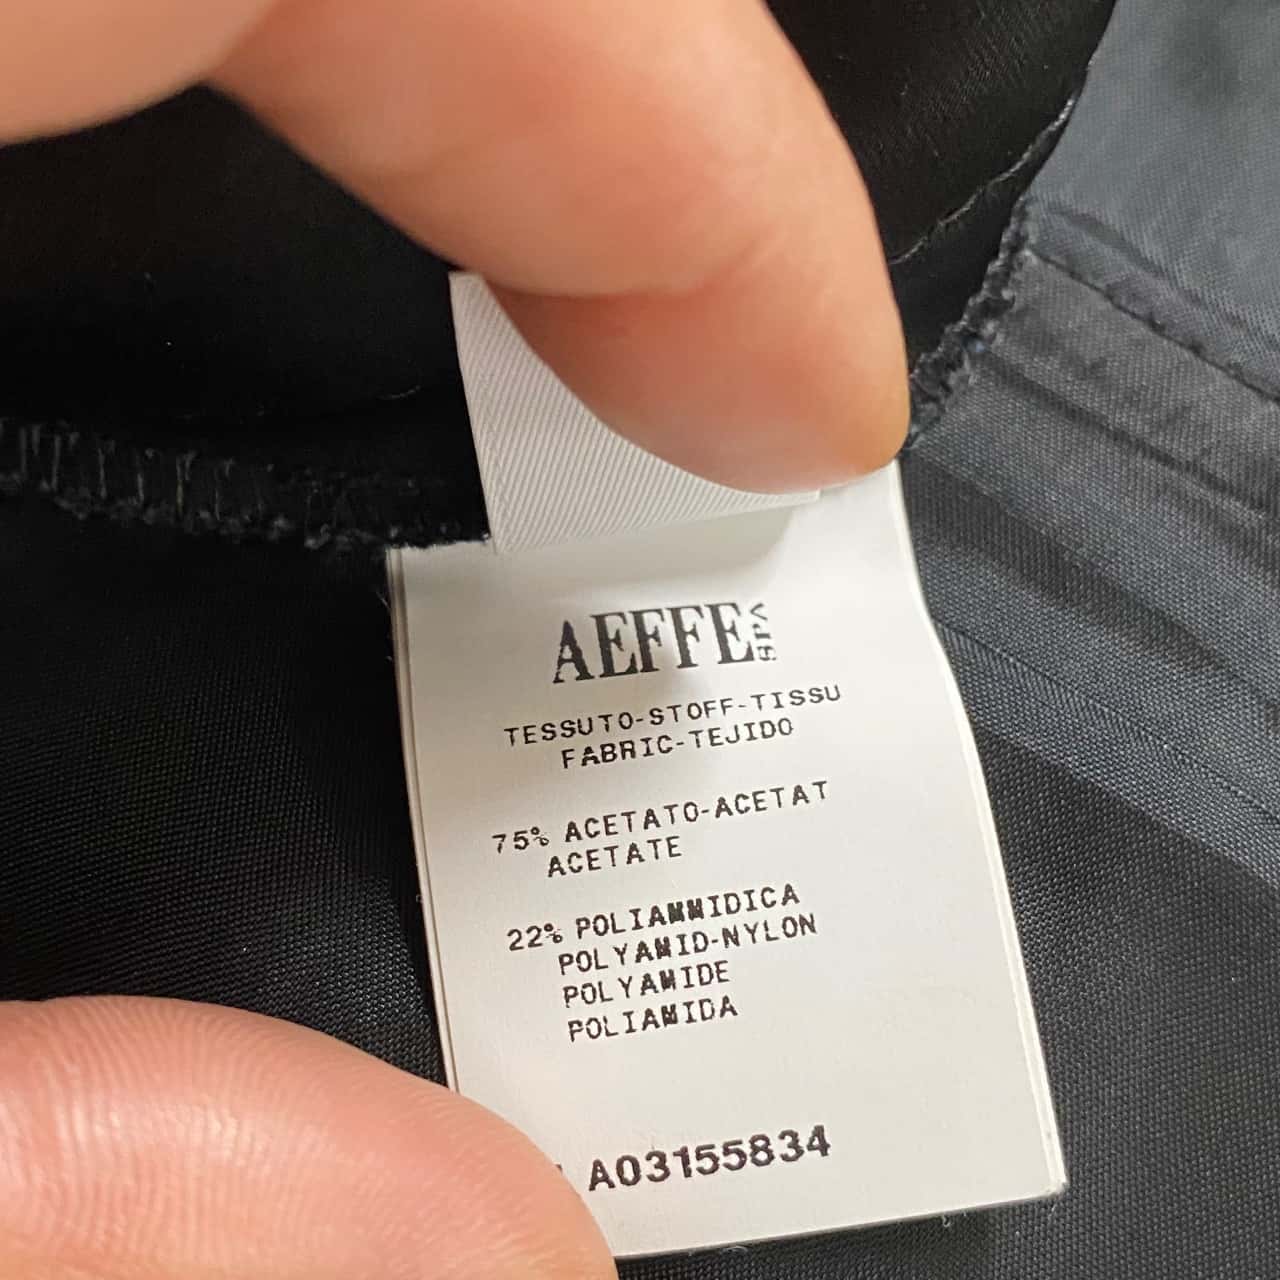 AEFFE SPA
TESSUTO-STOFF-TISSU
FABRIC-TEJIDO
75% ACETATO-ACETAT
ACETATE
22% POLIAMMIDICA
POLYAMID-NYLON
POLYAMIDE
POLIAMIDA
A03155834